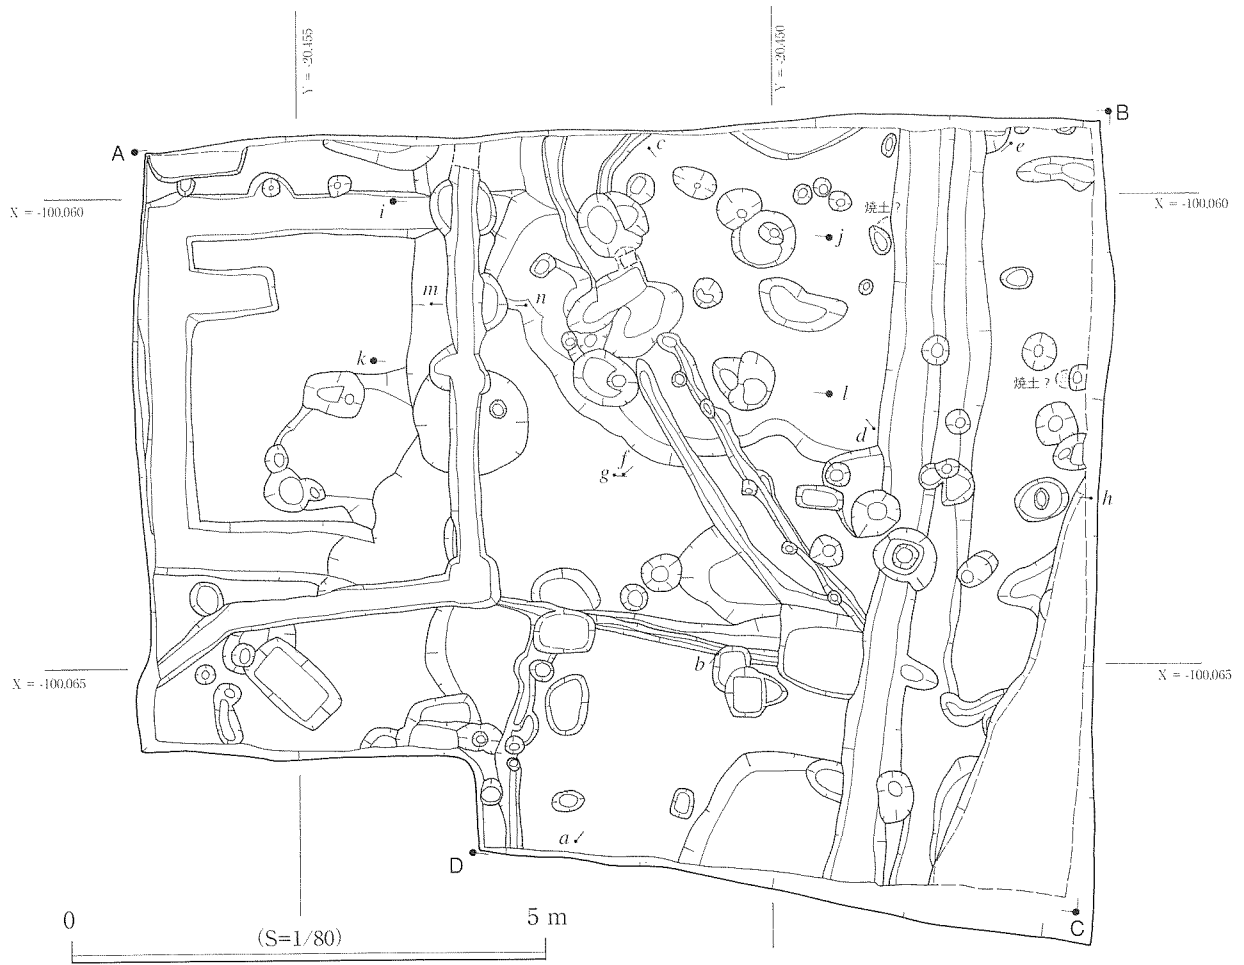 Y = -20,455
Y = -20,450
B
A
c
e
X = -100,060
X = -100,060
i
焼土?
j
m
n
k
焼土?
l
d
f
g
h
b
X = -100,065
X = -100,065
a
D
0
5 m
(S=1/80)
C